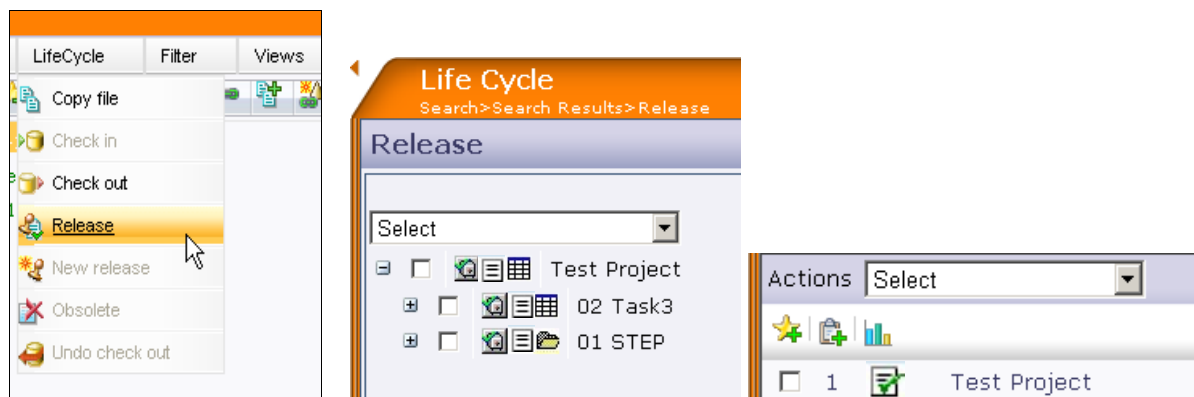 LifeCycle Filter Views
Copy file
Check in
Check out
Release
New release
Obsolete
Undo check out
Life Cycle
Search>Search Results>Release
Release
Select
Test Project
02 Task3
01 STEP
Actions Select
1 Test Project